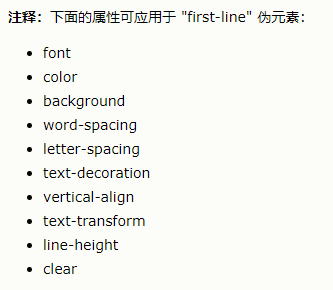 注释：下面的属性可应用于 "first-line" 伪元素：
• font
• color
• background
• word-spacing
• letter-spacing
• text-decoration
• vertical-align
• text-transform
• line-height
• clear